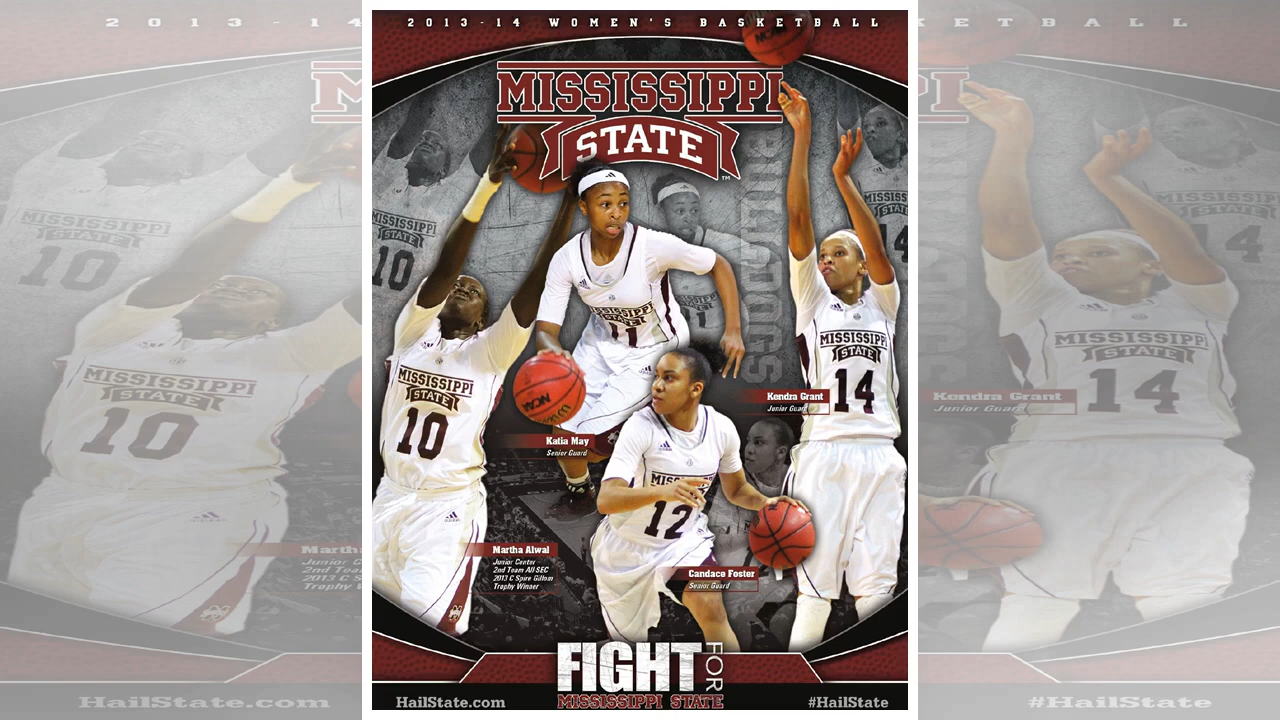 2013-14 WOMEN'S BASKETBALL
MISSISSIPPI
STATE
TM
BULLDOGS
NCAA
MISSISSIPPI
STATE
10
MISSISSIPPI
STATE
11
MISSISSIPPI
STATE
14
12
Kendra Grant
Junior Guard
Katia May
Senior Guard
Martha Alwal
Junior Center
2nd Team All-SEC
2013 C Spire Gillom
Trophy Winner
Candace Foster
Senior Guard
FIGHT FOR
MISSISSIPPI STATE
HailState.com
#HailState